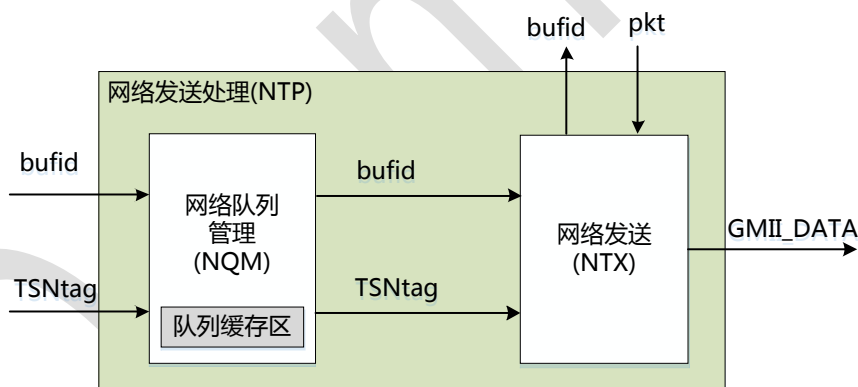 bufid
pkt
网络发送处理(NTP)
bufid
bufid
网络队列
管理
(NQM)
网络发送
(NTX)
GMII_DATA
TSNtag
TSNtag
队列缓存区